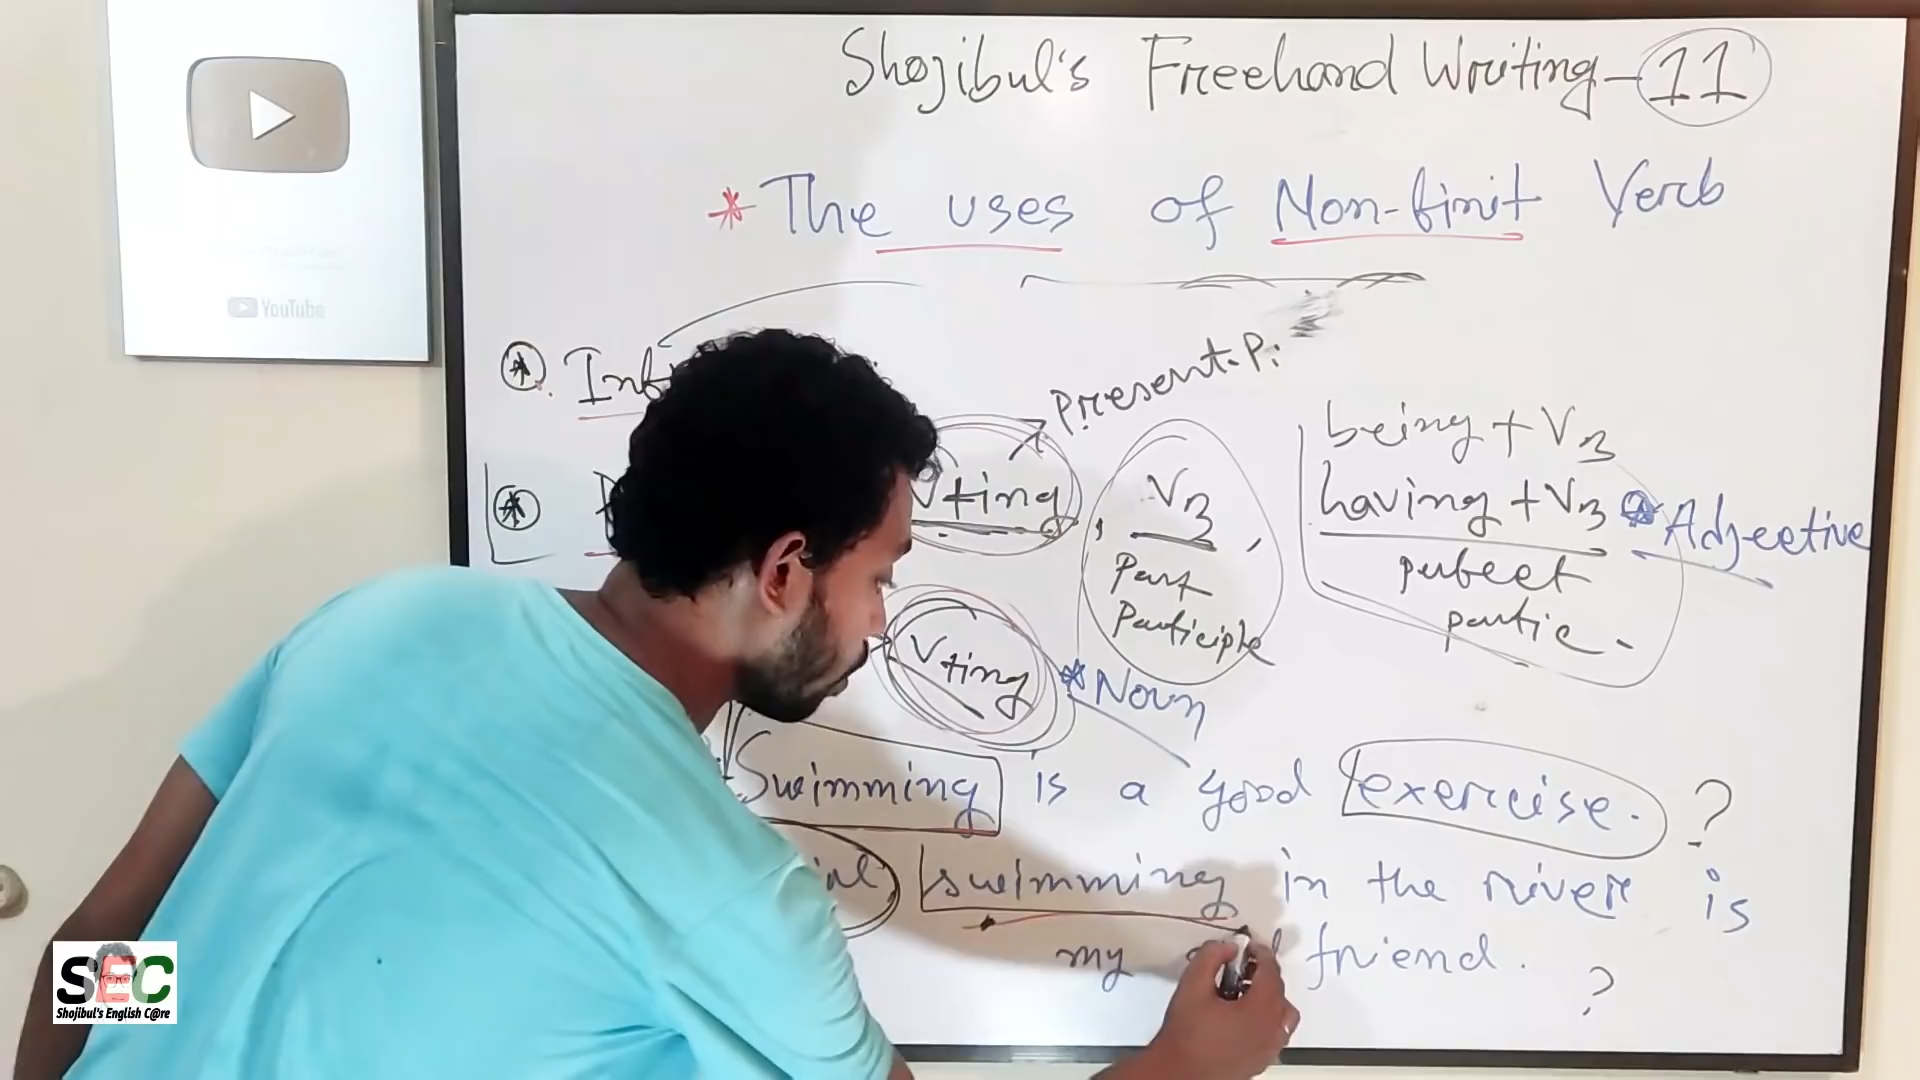 Shojibul's Freehand Writing-11
* The uses of Non-finit Verb
Present. P:
being + V3
V+ing, V3, having + V3 Adjective
Past Participle
perfect partic-
V+ing * Noun
Swimming is a good exercise. ?
swimming in the river is
my friend. ?
YouTube
SEC
Shojibul's English C@re